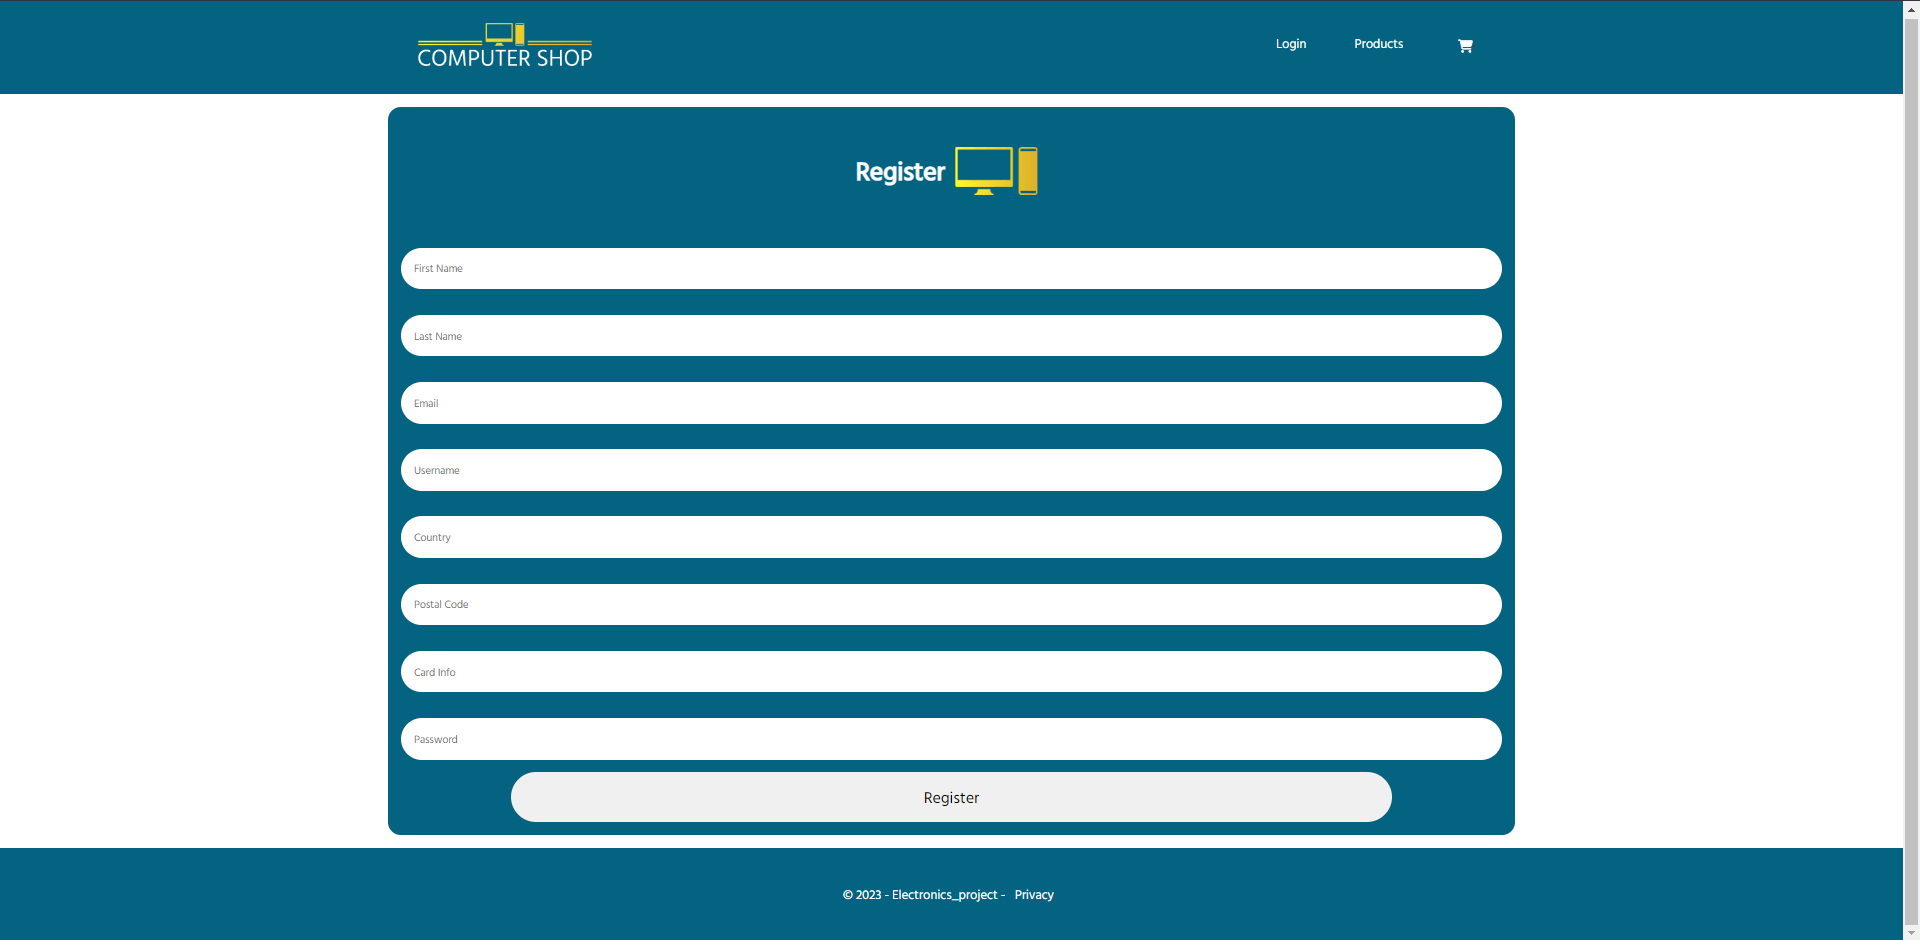 COMPUTER SHOP
Login
Products
Register
First Name
Last Name
Email
Username
Country
Postal Code
Card Info
Password
Register
© 2023 - Electronics_project - Privacy